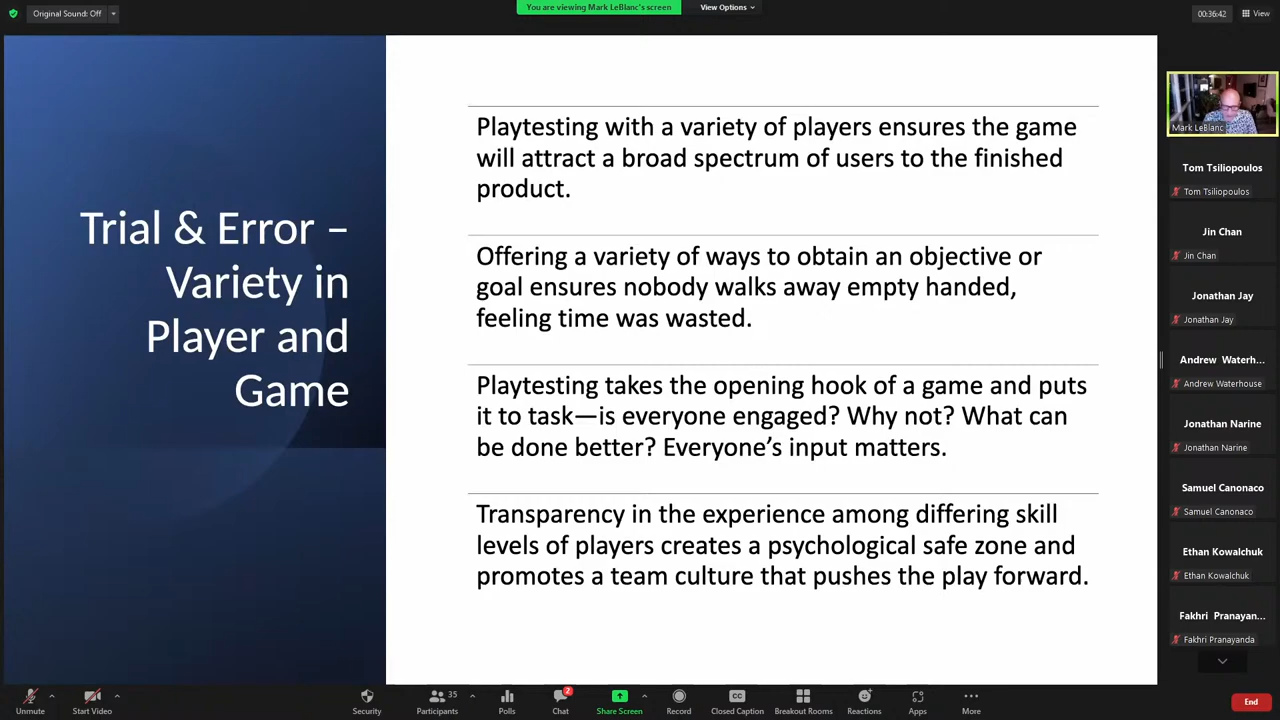 Original Sound: Off
You are viewing Mark LeBlanc's screen
View Options
00:36:42
View
Trial & Error –
Variety in
Player and
Game
Playtesting with a variety of players ensures the game
will attract a broad spectrum of users to the finished
product.
Offering a variety of ways to obtain an objective or
goal ensures nobody walks away empty handed,
feeling time was wasted.
Playtesting takes the opening hook of a game and puts
it to task—is everyone engaged? Why not? What can
be done better? Everyone's input matters.
Transparency in the experience among differing skill
levels of players creates a psychological safe zone and
promotes a team culture that pushes the play forward.
Mark LeBlanc
Tom Tsiliopoulos
Tom Tsiliopoulos
Jin Chan
Jin Chan
Jonathan Jay
Jonathan Jay
Andrew Waterh...
Andrew Waterhouse
Jonathan Narine
Jonathan Narine
Samuel Canonaco
Samuel Canonaco
Ethan Kowalchuk
Ethan Kowalchuk
Fakhri Pranayan...
Fakhri Pranayanda
Unmute
Start Video
Security
Participants
35
Polls
Chat
2
Share Screen
Record
Closed Caption
Breakout Rooms
Reactions
Apps
More
End